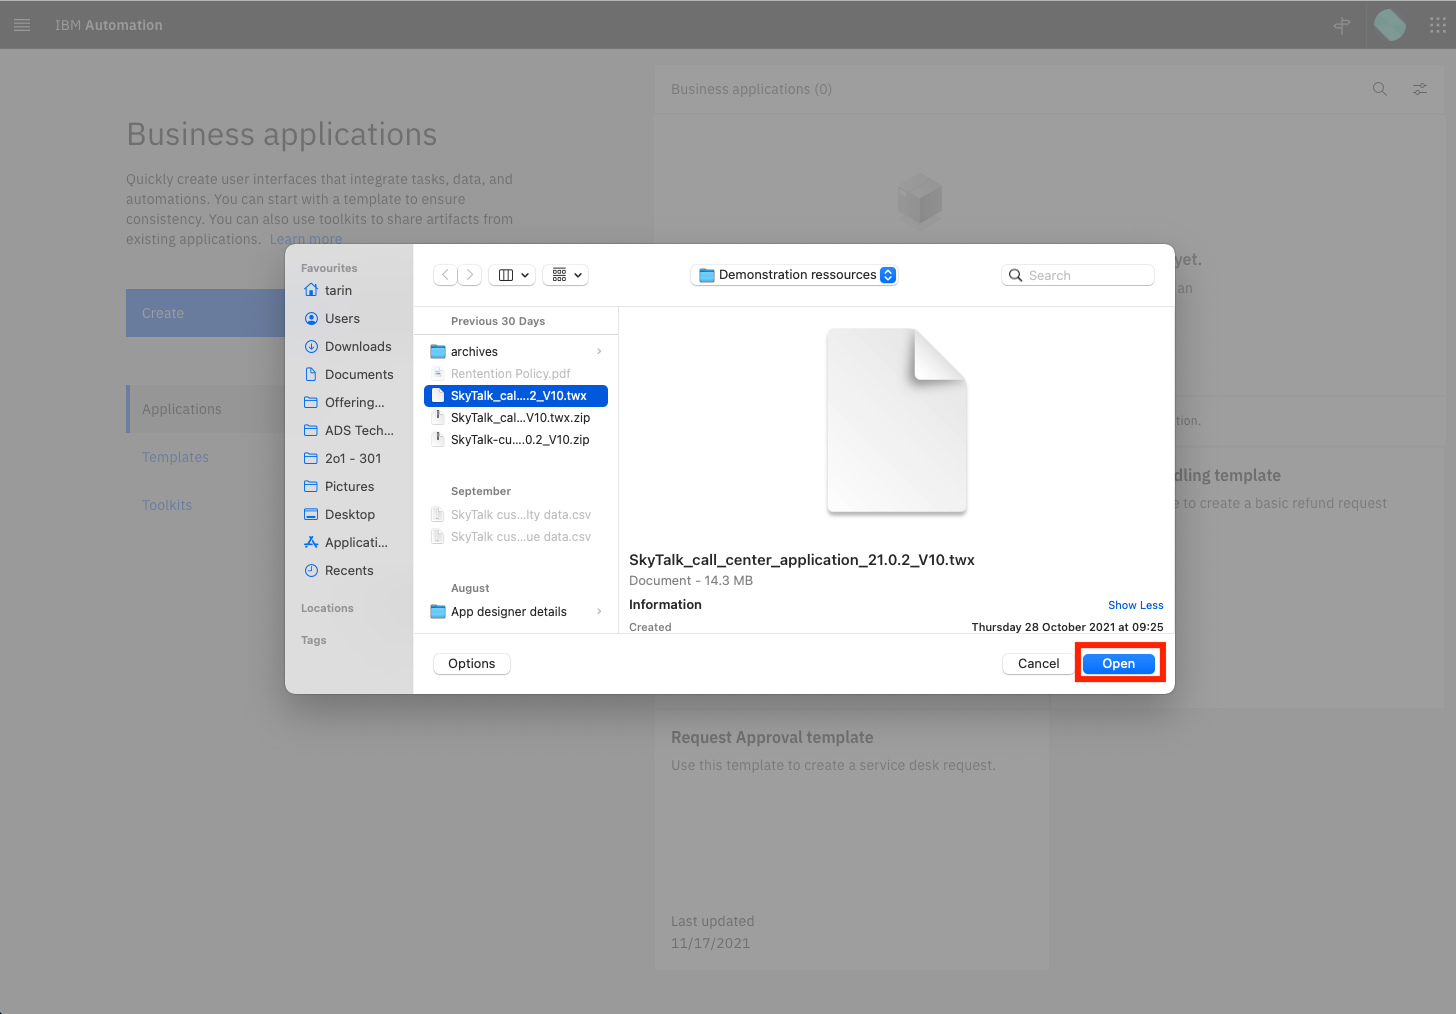 IBM Automation
Business applications
Quickly create user interfaces that integrate tasks, data, and
automations. You can start with a template to ensure
consistency. You can also use toolkits to share artifacts from
existing applications. Learn more
Create
Applications
Templates
Toolkits
Business applications (0)
yet.
an
tion.
dling template
e to create a basic refund request
Request Approval template
Use this template to create a service desk request.
Last updated
11/17/2021
Favourites
tarin
Users
Downloads
Documents
Offering...
ADS Tech...
2o1 - 301
Pictures
Desktop
Applicati...
Recents
Locations
Tags
Demonstration ressources
Search
Previous 30 Days
archives
Rentention Policy.pdf
SkyTalk_cal....2_V10.twx
SkyTalk_cal...V10.twx.zip
SkyTalk-cu....0.2_V10.zip
September
SkyTalk cus...lty data.csv
SkyTalk cus...ue data.csv
August
App designer details
SkyTalk_call_center_application_21.0.2_V10.twx
Document - 14.3 MB
Information
Show Less
Created
Thursday 28 October 2021 at 09:25
Options
Cancel
Open